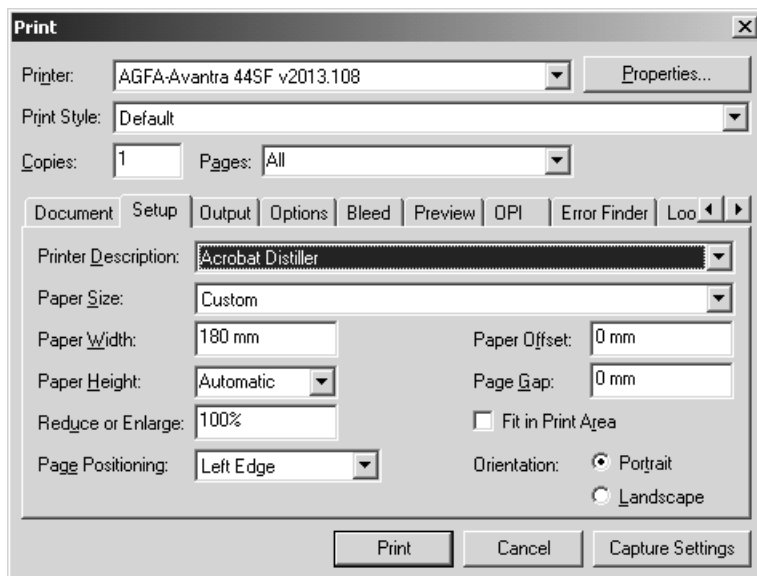 Print
Printer: AGFA-Avantra 44SF v2013.108 Properties...
Print Style: Default
Copies: 1 Pages: All
Document Setup Output Options Bleed Preview OPI Error Finder Loo
Printer Description: Acrobat Distiller
Paper Size: Custom
Paper Width: 180 mm Paper Offset: 0 mm
Paper Height: Automatic Page Gap: 0 mm
Reduce or Enlarge: 100% Fit in Print Area
Page Positioning: Left Edge Orientation: Portrait
Landscape
Print Cancel Capture Settings